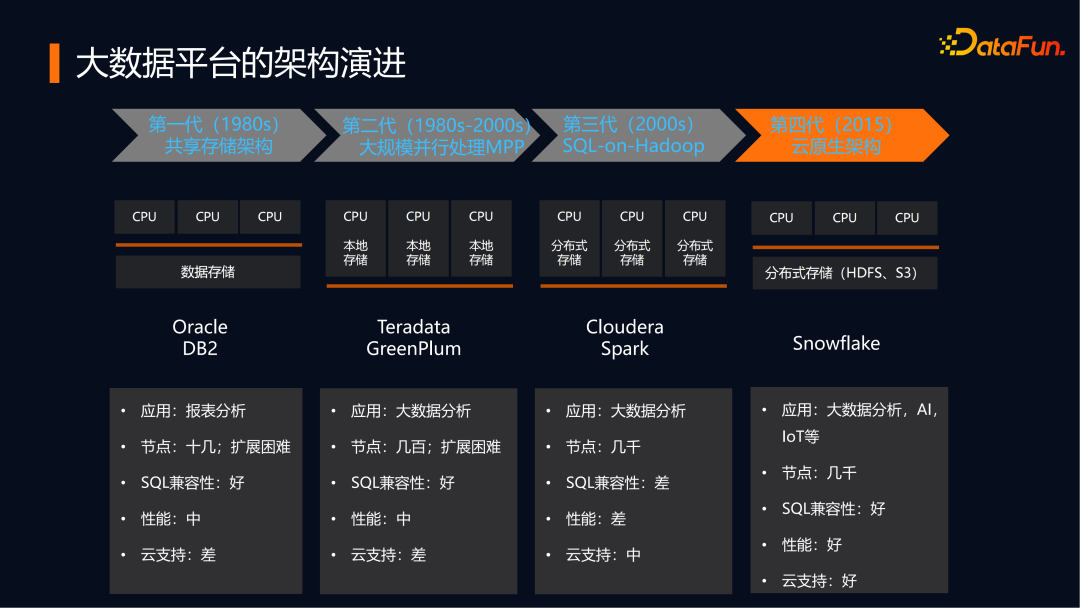 大数据平台的架构演进
DataFun.
第一代（1980s）
共享存储架构
第二代（1980s-2000s）
大规模并行处理MPP
第三代（2000s）
SQL-on-Hadoop
第四代（2015）
云原生架构
CPU CPU CPU
数据存储
CPU CPU CPU
本地 本地 本地
存储 存储 存储
CPU CPU CPU
分布式 分布式 分布式
存储 存储 存储
CPU CPU CPU
分布式存储（HDFS、S3）
Oracle
DB2
Teradata
GreenPlum
Cloudera
Spark
Snowflake
• 应用：报表分析
• 节点：十几；扩展困难
• SQL兼容性：好
• 性能：中
• 云支持：差
• 应用：大数据分析
• 节点：几百；扩展困难
• SQL兼容性：好
• 性能：中
• 云支持：差
• 应用：大数据分析
• 节点：几千
• SQL兼容性：差
• 性能：差
• 云支持：中
• 应用：大数据分析，AI，
IoT等
• 节点：几千
• SQL兼容性：好
• 性能：好
• 云支持：好